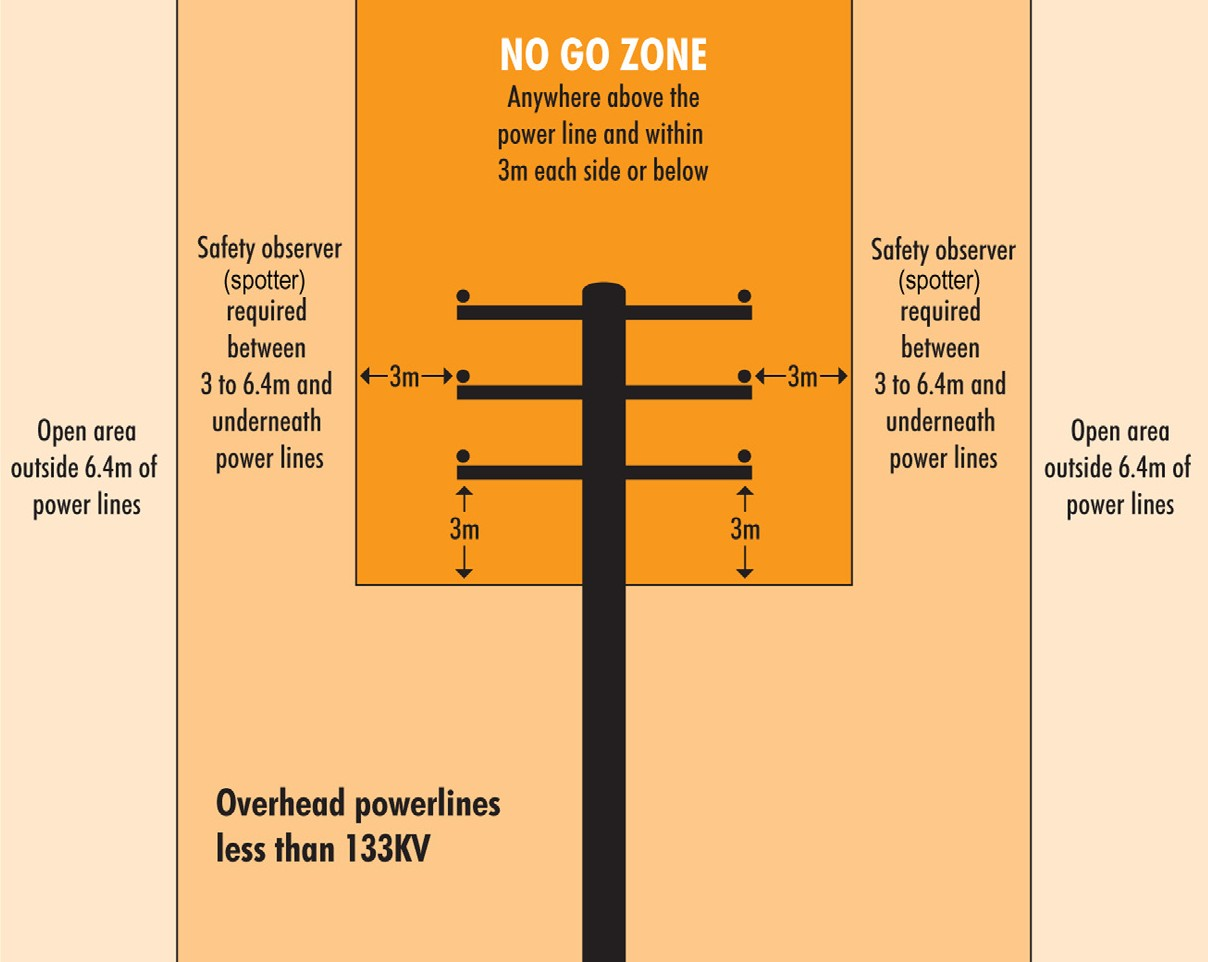 NO GO ZONE
Anywhere above the
power line and within
3m each side or below
Safety observer
(spotter)
required
between
3 to 6.4m and
underneath
power lines
Safety observer
(spotter)
required
between
3 to 6.4m and
underneath
power lines
3m
3m
Open area
outside 6.4m of
power lines
Open area
outside 6.4m of
power lines
3m
3m
Overhead powerlines
less than 133KV